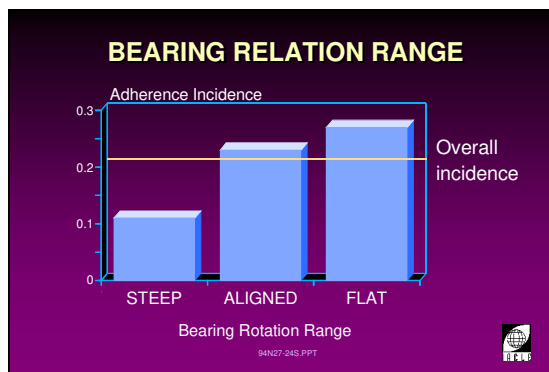 BEARING RELATION RANGE
Adherence Incidence
0.3
0.2
0.1
0
Overall
incidence
STEEP ALIGNED FLAT
Bearing Rotation Range
94N27-24S.PPT